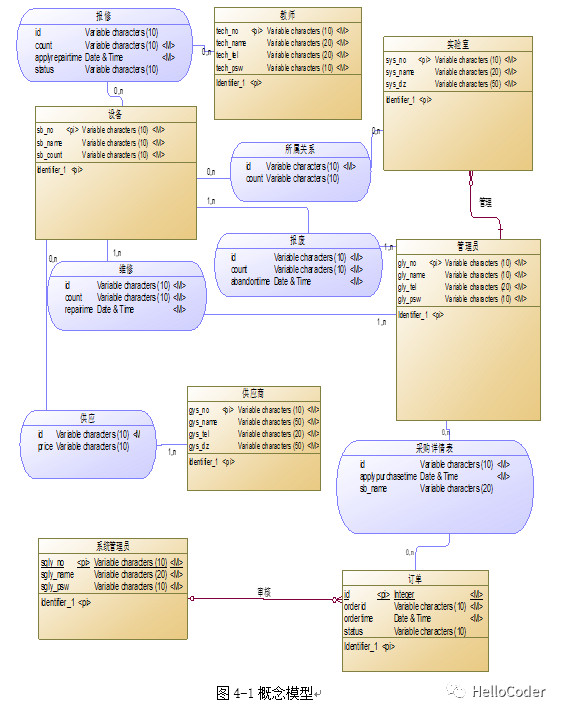 报修
id Variable characters (10)
count Variable characters (10) <M>
applyrepairtime Date & Time <M>
status Variable characters (10)
0,n
0,n
教师
tech_no <pi> Variable characters (10) <M>
tech_name Variable characters (20) <M>
tech_tel Variable characters (20) <M>
tech_psw Variable characters (10) <M>
Identifier_1 <pi>
实验室
sys_no <pi> Variable characters (10) <M>
sys_name Variable characters (20) <M>
sys_dz Variable characters (50) <M>
Identifier_1 <pi>
设备
sb_no <pi> Variable characters (10) <M>
sb_name Variable characters (20) <M>
sb_count Variable characters (10) <M>
Identifier_1 <pi>
所属关系
id Variable characters (10) <M>
count Variable characters (10)
0,n
0,n
管理
1,n
报废
id Variable characters (10) <M>
count Variable characters (10) <M>
abandontime Date & Time <M>
1,n
管理员
gly_no <pi> Variable characters (10) <M>
gly_name Variable characters (10) <M>
gly_tel Variable characters (20) <M>
gly_psw Variable characters (10) <M>
Identifier_1 <pi>
0,n
1,n
维修
id Variable characters (10) <M>
count Variable characters (10) <M>
repairtime Date & Time <M>
1,n
供应
id Variable characters (10) <M
price Variable characters (10)
1,n
供应商
gys_no <pi> Variable characters (10) <M>
gys_name Variable characters (50) <M>
gys_tel Variable characters (20) <M>
gys_dz Variable characters (50) <M>
Identifier_1 <pi>
0,n
采购详情表
id Variable characters (10) <M>
applypurchasetime Date & Time <M>
sb_name Variable characters (20)
0,n
系统管理员
sgly_no <pi> Variable characters (10) <M>
sgly_name Variable characters (20) <M>
sgly_psw Variable characters (10) <M>
Identifier_1 <pi>
审核
订单
id <pi> Integer <M>
orderid Variable characters (10) <M>
ordertime Date & Time <M>
status Variable characters (10)
Identifier_1 <pi>
图 4-1 概念模型
HelloCoder